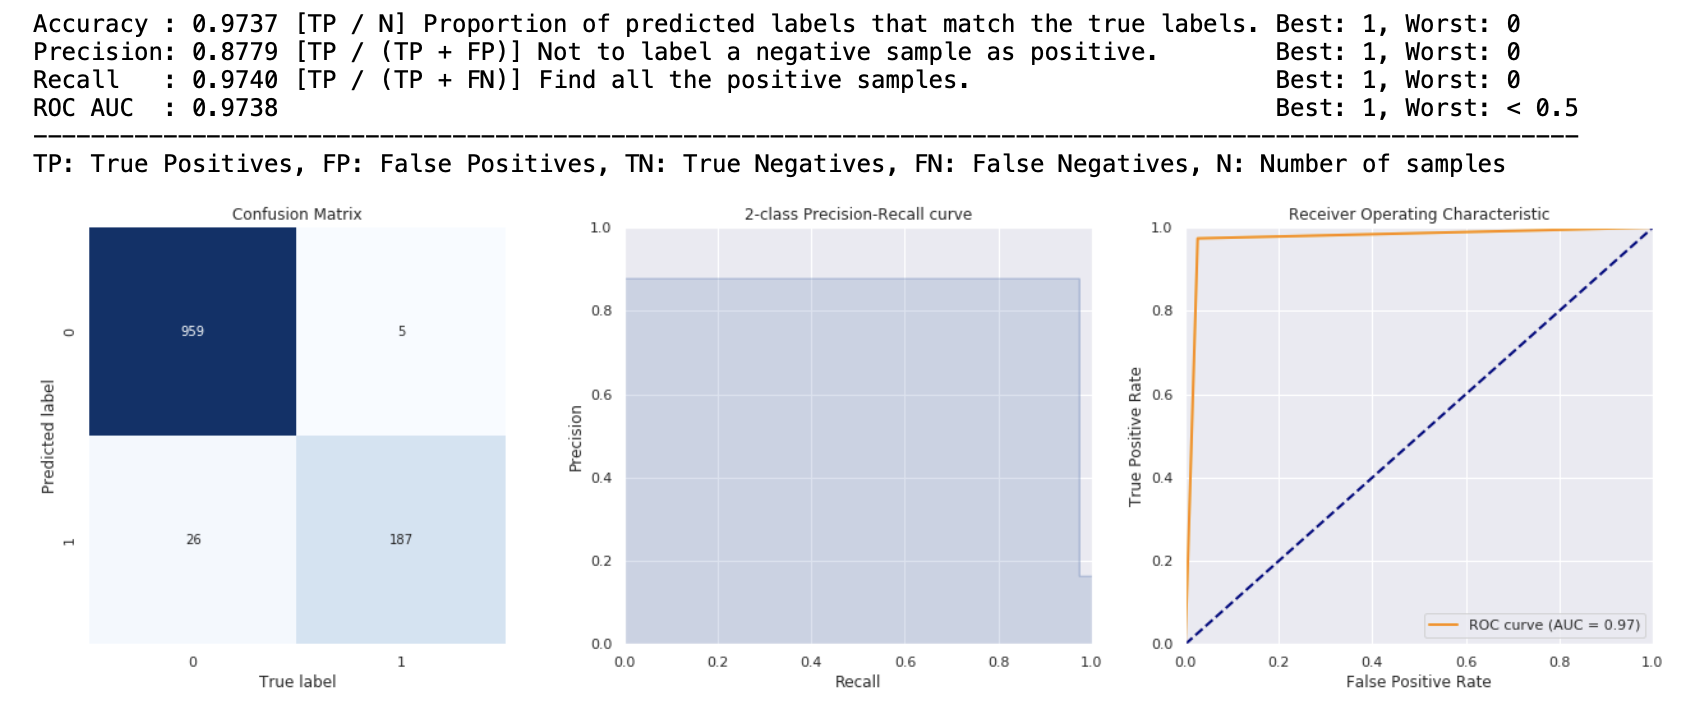 Accuracy : 0.9737 [TP / N] Proportion of predicted labels that match the true labels. Best: 1, Worst: 0
Precision: 0.8779 [TP / (TP + FP)] Not to label a negative sample as positive. Best: 1, Worst: 0
Recall : 0.9740 [TP / (TP + FN)] Find all the positive samples. Best: 1, Worst: 0
ROC AUC : 0.9738 Best: 1, Worst: < 0.5
TP: True Positives, FP: False Positives, TN: True Negatives, FN: False Negatives, N: Number of samples
Confusion Matrix
Predicted label
0
1
959
5
26
187
0
1
True label
2-class Precision-Recall curve
Precision
1.0
0.8
0.6
0.4
0.2
0.0
0.0
0.2
0.4
0.6
0.8
1.0
Recall
Receiver Operating Characteristic
True Positive Rate
1.0
0.8
0.6
0.4
0.2
0.0
ROC curve (AUC = 0.97)
0.0
0.2
0.4
0.6
0.8
1.0
False Positive Rate